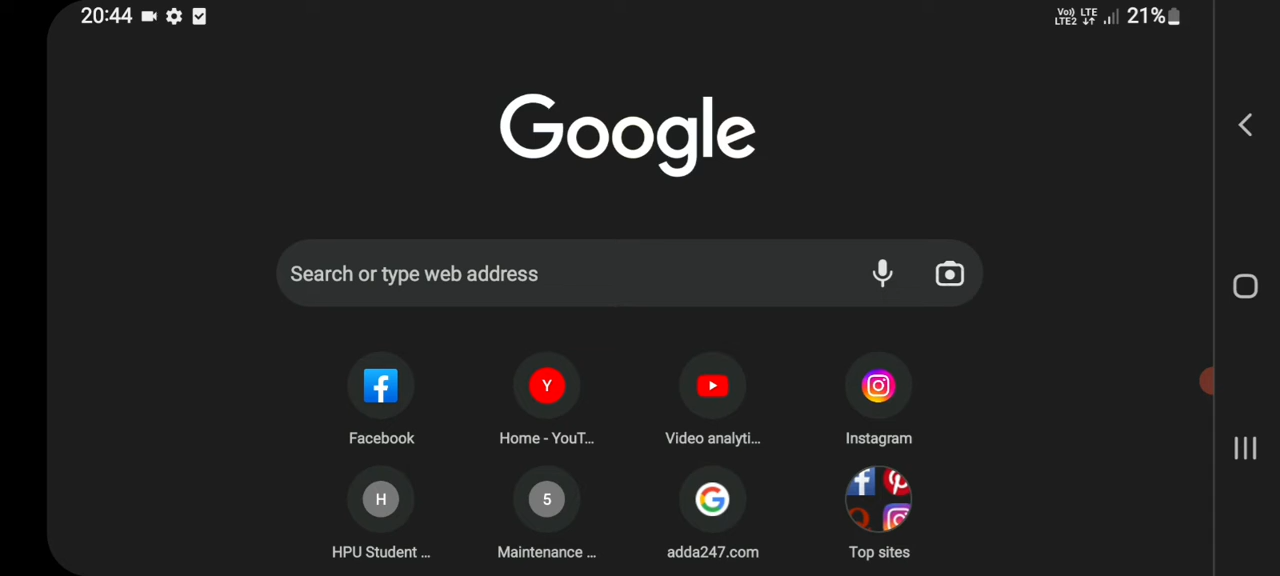 20:44
Vo)) LTE
LTE2
21%
Google
Search or type web address
Facebook
Home - YouT...
Video analyti...
Instagram
HPU Student ...
Maintenance ...
adda247.com
Top sites
Y
H
5